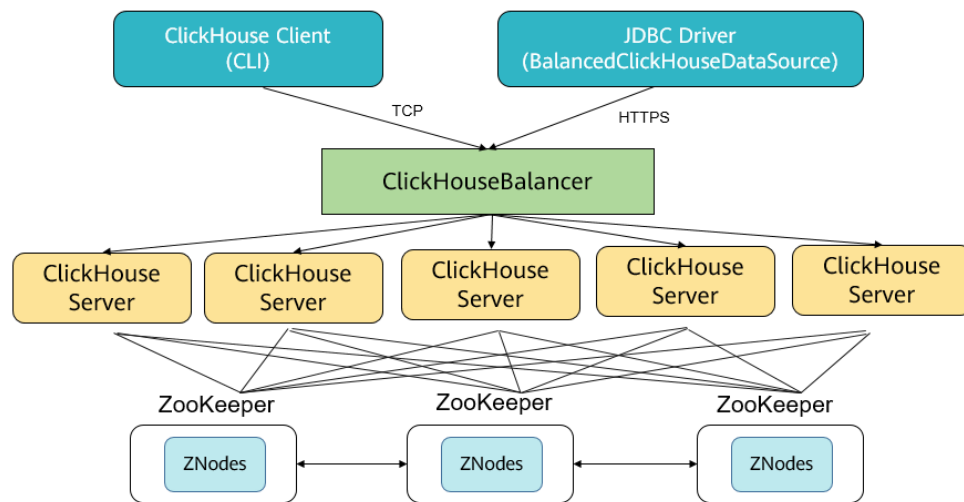 ClickHouse Client
(CLI)
JDBC Driver
(BalancedClickHouseDataSource)
TCP
HTTPS
ClickHouseBalancer
ClickHouse
Server
ClickHouse
Server
ClickHouse
Server
ClickHouse
Server
ClickHouse
Server
ZooKeeper
ZooKeeper
ZooKeeper
ZNodes
ZNodes
ZNodes